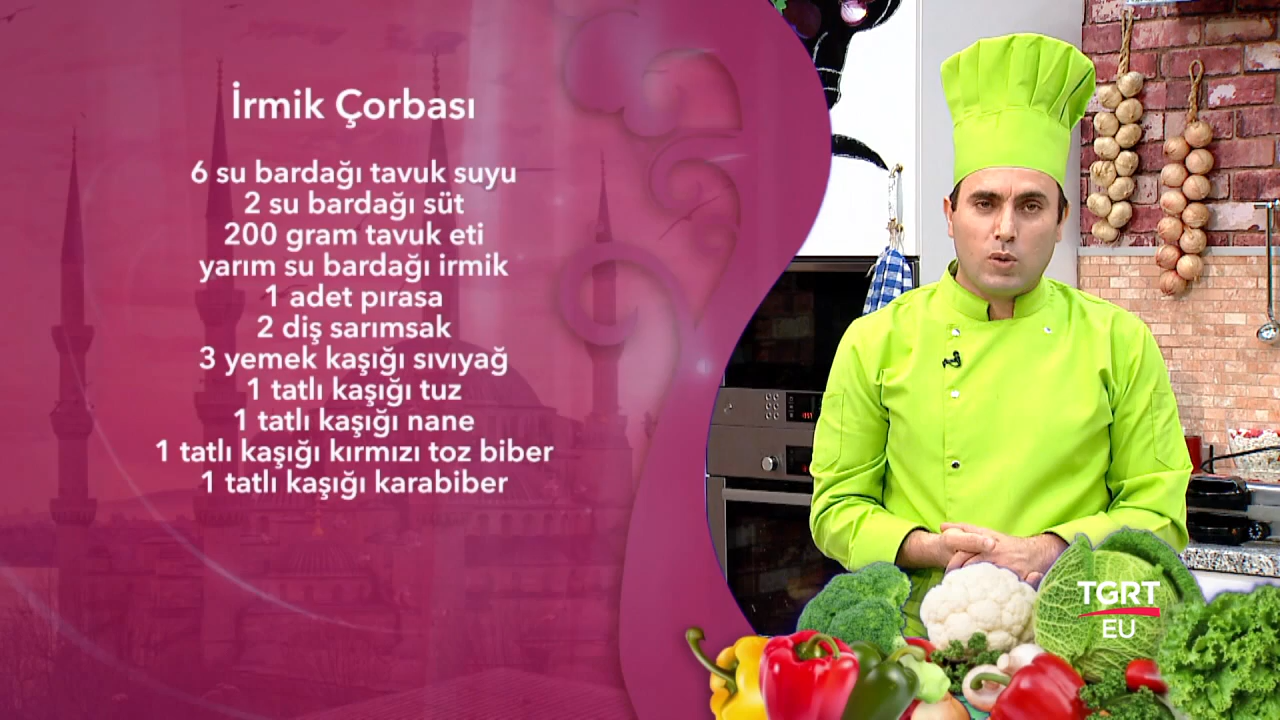 İrmik Çorbası
6 su bardağı tavuk suyu
2 su bardağı süt
200 gram tavuk eti
yarım su bardağı irmik
1 adet pırasa
2 diş sarımsak
3 yemek kaşığı sıvıyağ
1 tatlı kaşığı tuz
1 tatlı kaşığı nane
1 tatlı kaşığı kırmızı toz biber
1 tatlı kaşığı karabiber
TGRT
EU